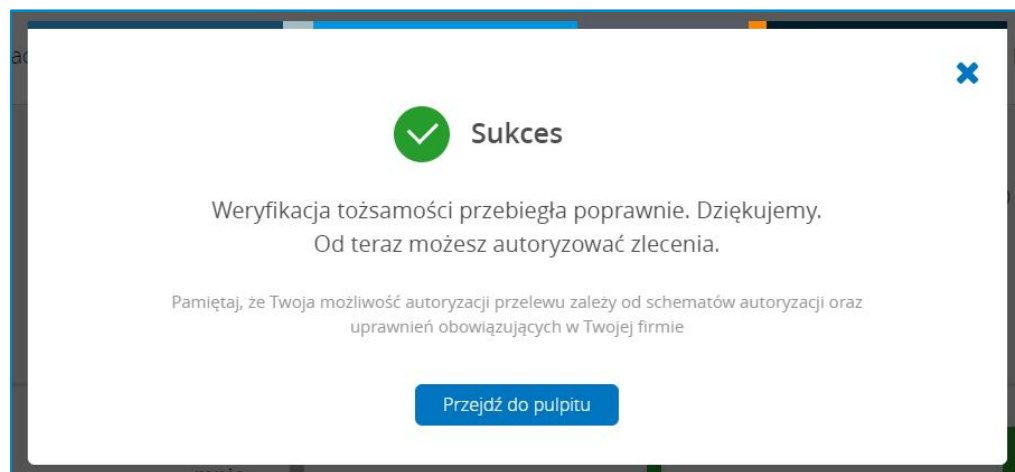 Sukces
Weryfikacja tożsamości przebiegła poprawnie. Dziękujemy.
Od teraz możesz autoryzować zlecenia.
Pamiętaj, że Twoja możliwość autoryzacji przelewu zależy od schematów autoryzacji oraz
uprawnień obowiązujących w Twojej firmie
Przejdź do pulpitu